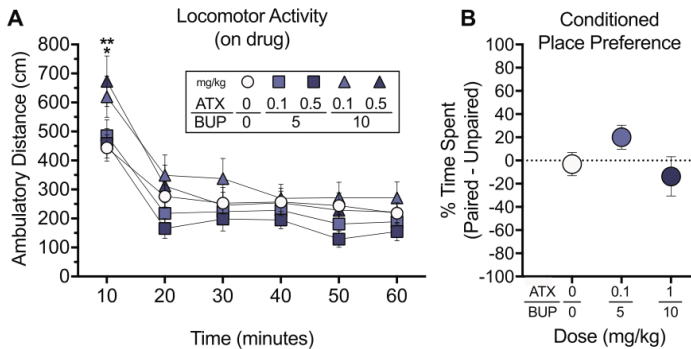 A
Locomotor Activity
(on drug)
**
*
800
700
600
500
400
300
200
100
0
Ambulatory Distance (cm)
mg/kg
ATX 0 0.1 0.5 0.1 0.5
BUP 0 5 10
10 20 30 40 50 60
Time (minutes)
B
Conditioned
Place Preference
100
80
60
40
20
0
-20
-40
-60
-80
-100
% Time Spent
(Paired - Unpaired)
ATX 0 0.1 1
BUP 0 5 10
Dose (mg/kg)